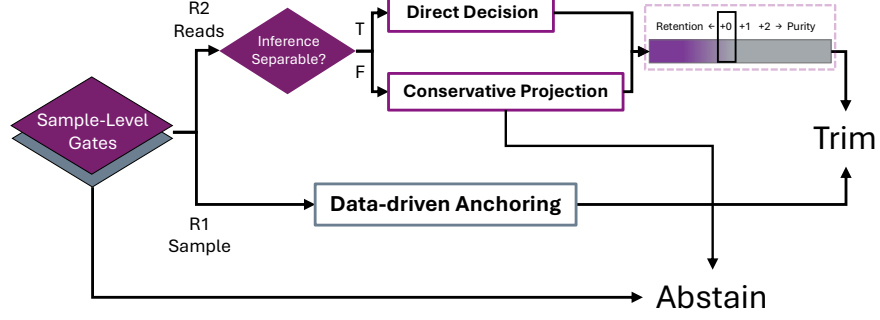 R2
Reads
Inference
Separable?
T
F
Direct Decision
Conservative Projection
Retention ← +0 +1 +2 → Purity
Sample-Level
Gates
Trim
R1
Sample
Data-driven Anchoring
Abstain